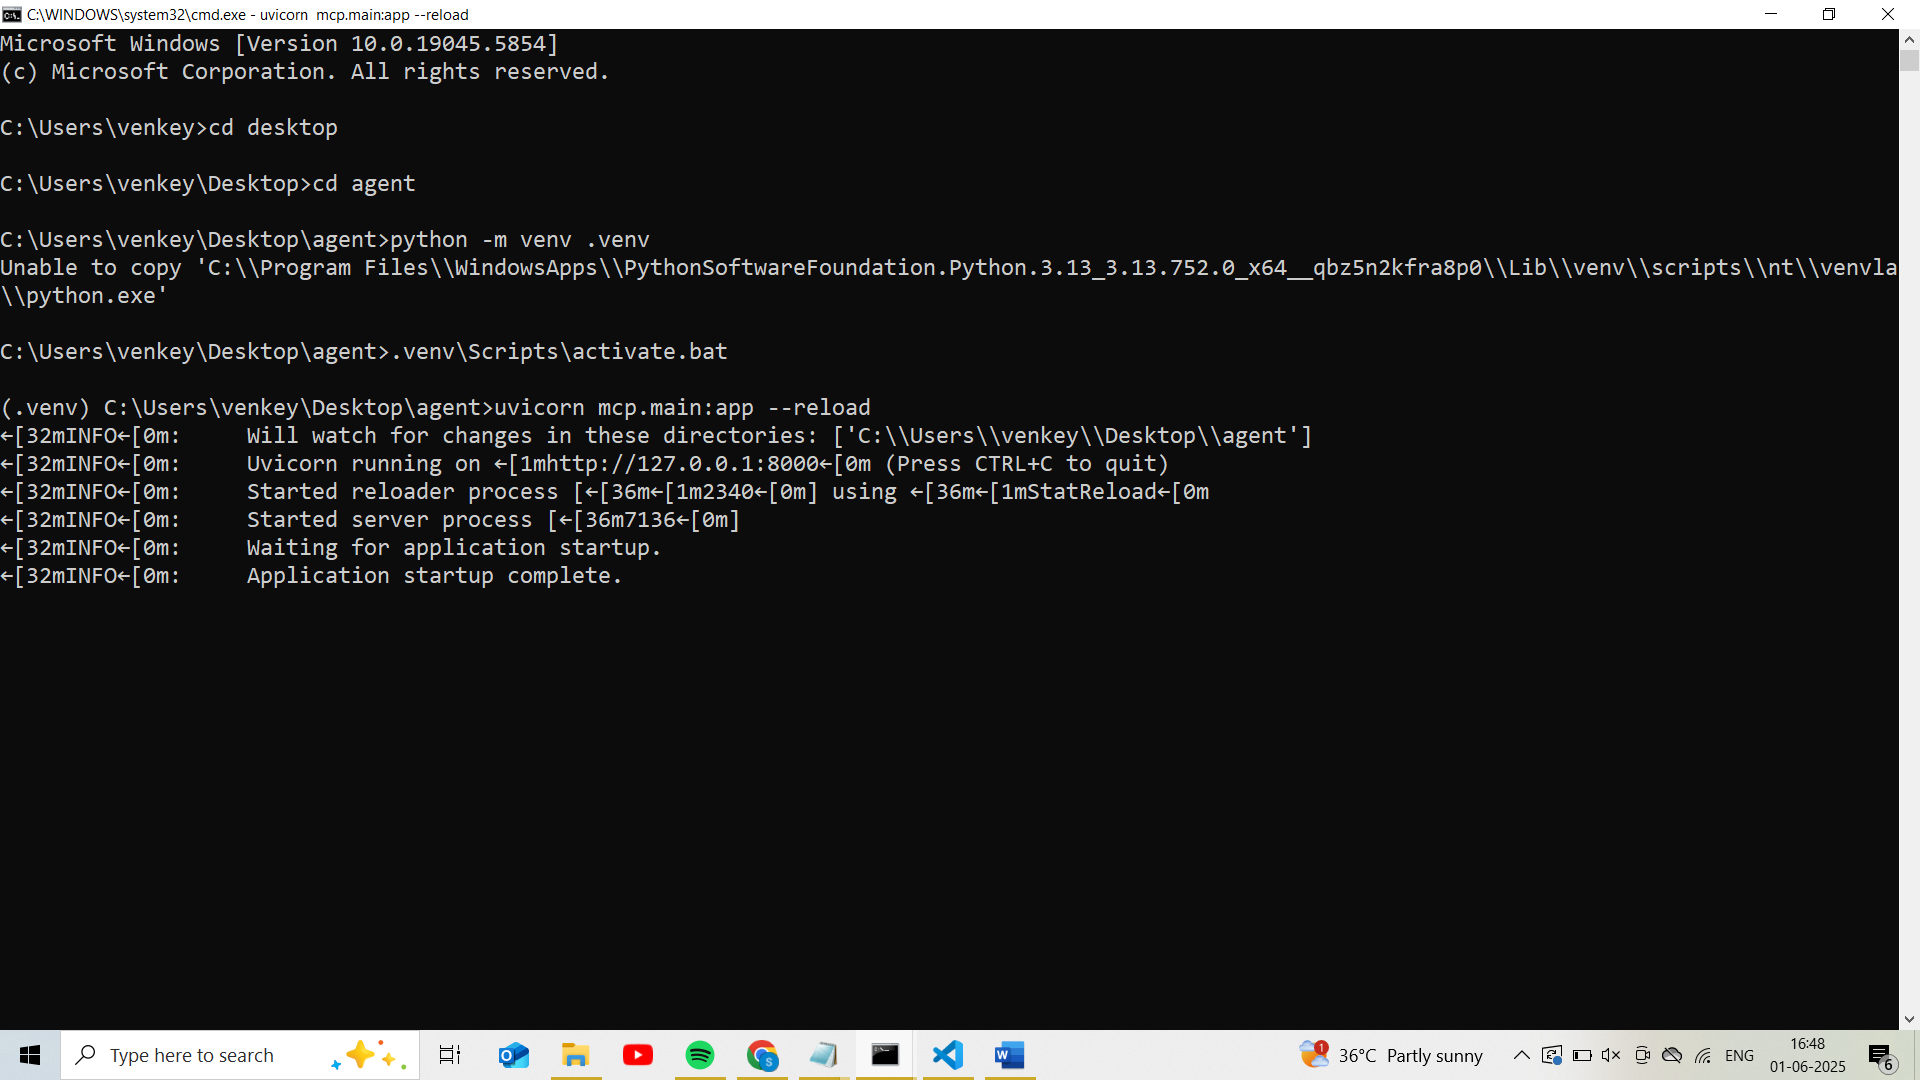 C:\WINDOWS\system32\cmd.exe - uvicorn  mcp.main:app --reload
Microsoft Windows [Version 10.0.19045.5854]
(c) Microsoft Corporation. All rights reserved.
C:\Users\venkey>cd desktop
C:\Users\venkey\Desktop>cd agent
C:\Users\venkey\Desktop\agent>python -m venv .venv
Unable to copy 'C:\\Program Files\\WindowsApps\\PythonSoftwareFoundation.Python.3.13_3.13.752.0_x64__qbz5n2kfra8p0\\Lib\\venv\\scripts\\nt\\venvla
\\python.exe'
C:\Users\venkey\Desktop\agent>.venv\Scripts\activate.bat
(.venv) C:\Users\venkey\Desktop\agent>uvicorn mcp.main:app --reload
←[32mINFO←[0m:     Will watch for changes in these directories: ['C:\\Users\\venkey\\Desktop\\agent']
←[32mINFO←[0m:     Uvicorn running on ←[1mhttp://127.0.0.1:8000←[0m (Press CTRL+C to quit)
←[32mINFO←[0m:     Started reloader process [←[36m←[1m2340←[0m] using ←[36m←[1mStatReload←[0m
←[32mINFO←[0m:     Started server process [←[36m7136←[0m]
←[32mINFO←[0m:     Waiting for application startup.
←[32mINFO←[0m:     Application startup complete.
Type here to search
1
36°C  Partly sunny
ENG
16:48
01-06-2025
6